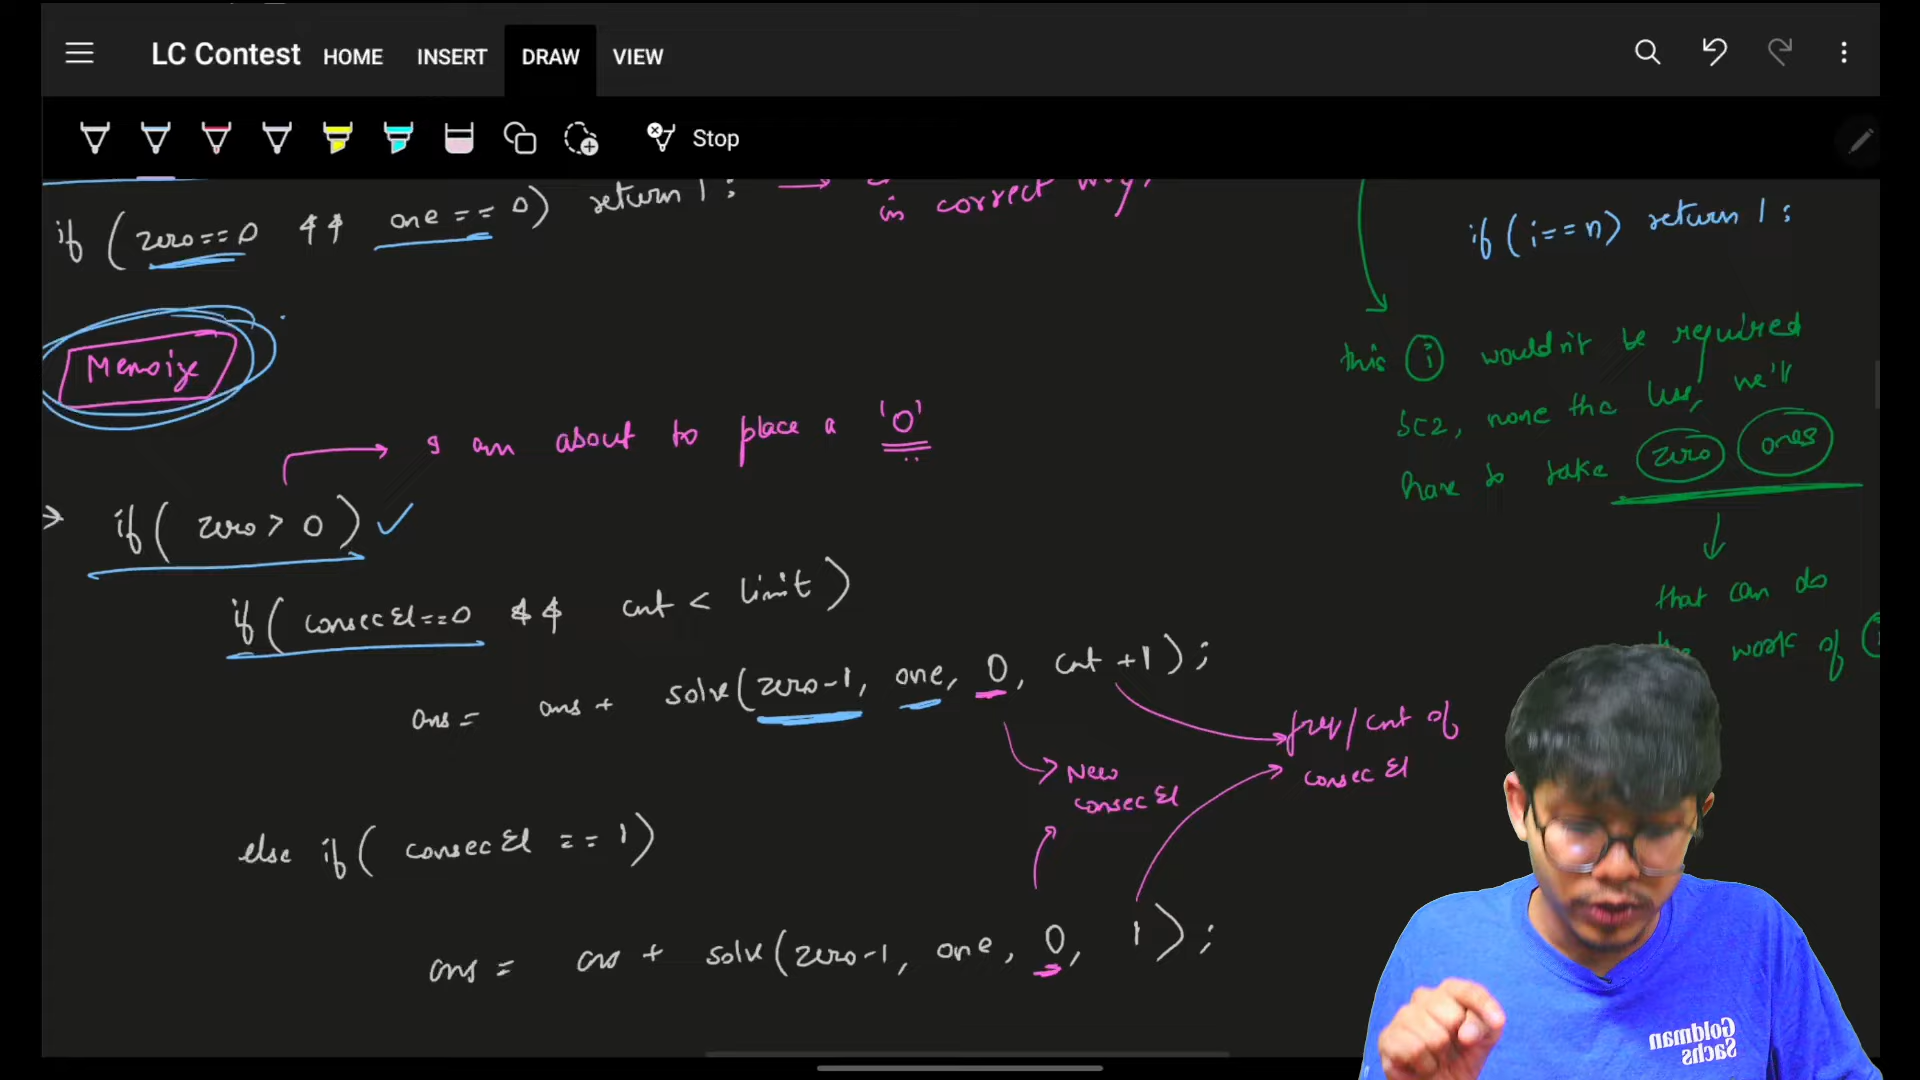 LC Contest HOME INSERT DRAW VIEW
Stop
if (zero==0 && one==0) return 1;
in correct way,
if (i==n) return 1;
Memoize
this i wouldn't be required
bcz, none the less, we'll
have to take zero ones
I am about to place a '0'
if( zero > 0 )
that can do
work of
if( consecEl==0 && cnt < limit )
ans = ans + solve(zero-1, one, 0, cnt+1);
freq/cnt of
consec El
New
consec El
else if( consecEl == 1 )
ans = ans + solve(zero-1, one, 0, 1);
Goldman
Sachs